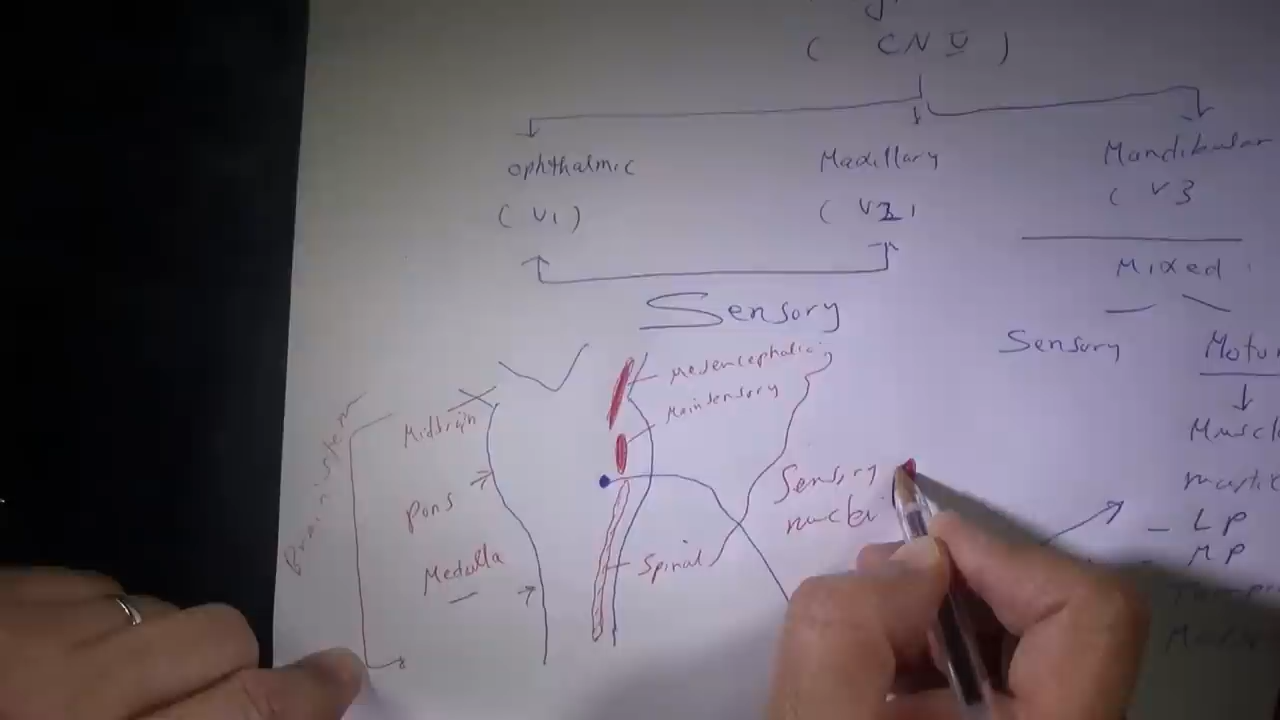 ( CN V )
Ophthalmic
Maxillary
Mandibular
( V1 )
( V2 )
( V3
Mixed
Sensory
Sensory
Motor
Mesencephalic
Main sensory
Midbrain
Brainstem
Pons
Medulla
Sensory
nuclei
Spinal
- LP
MP